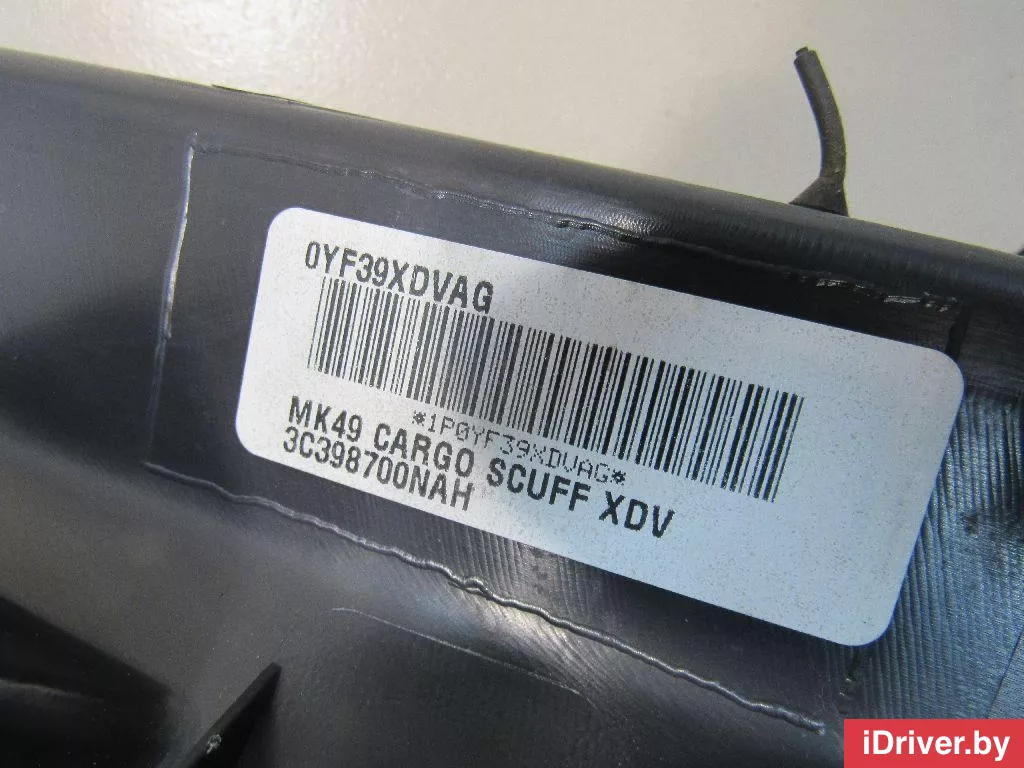 0YF39XDVAG
*1P0YF39XDVAG*
MK49 CARGO SCUFF XDV
3C398700NAH
iDriver.by